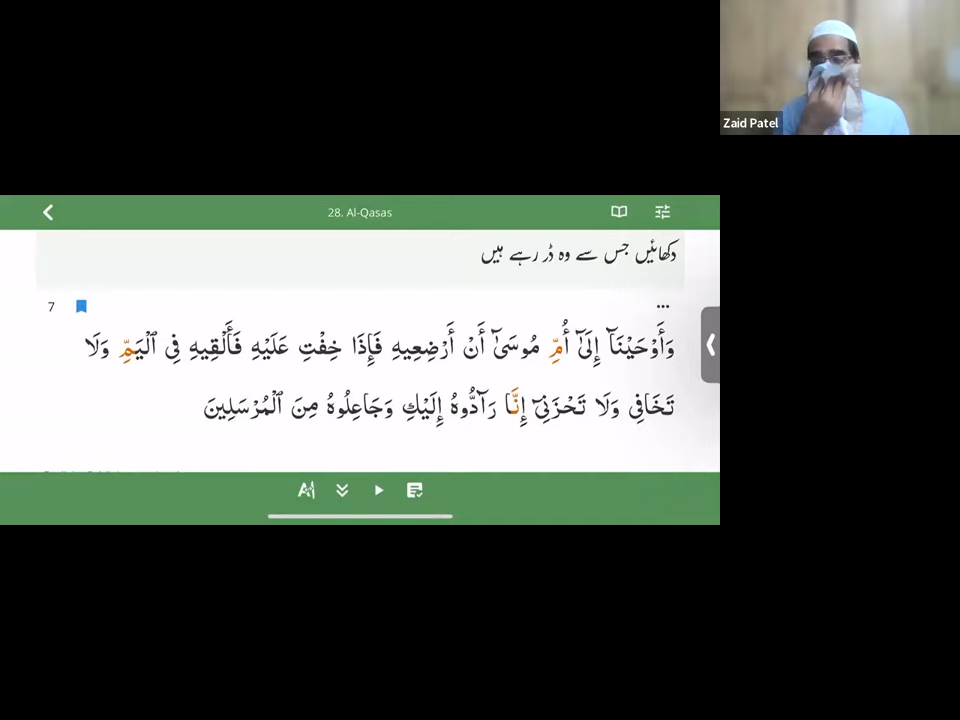 Zaid Patel
28. Al-Qasas
دکھائیں جس سے وہ ڈر رہے ہیں
7
وَأَوْحَيْنَآ إِلَىٰٓ أُمِّ مُوسَىٰٓ أَنْ أَرْضِعِيهِ فَإِذَا خِفْتِ عَلَيْهِ فَأَلْقِيهِ فِى ٱلْيَمِّ وَلَا
تَخَافِى وَلَا تَحْزَنِىٓ إِنَّا رَآدُّوهُ إِلَيْكِ وَجَاعِلُوهُ مِنَ ٱلْمُرْسَلِينَ